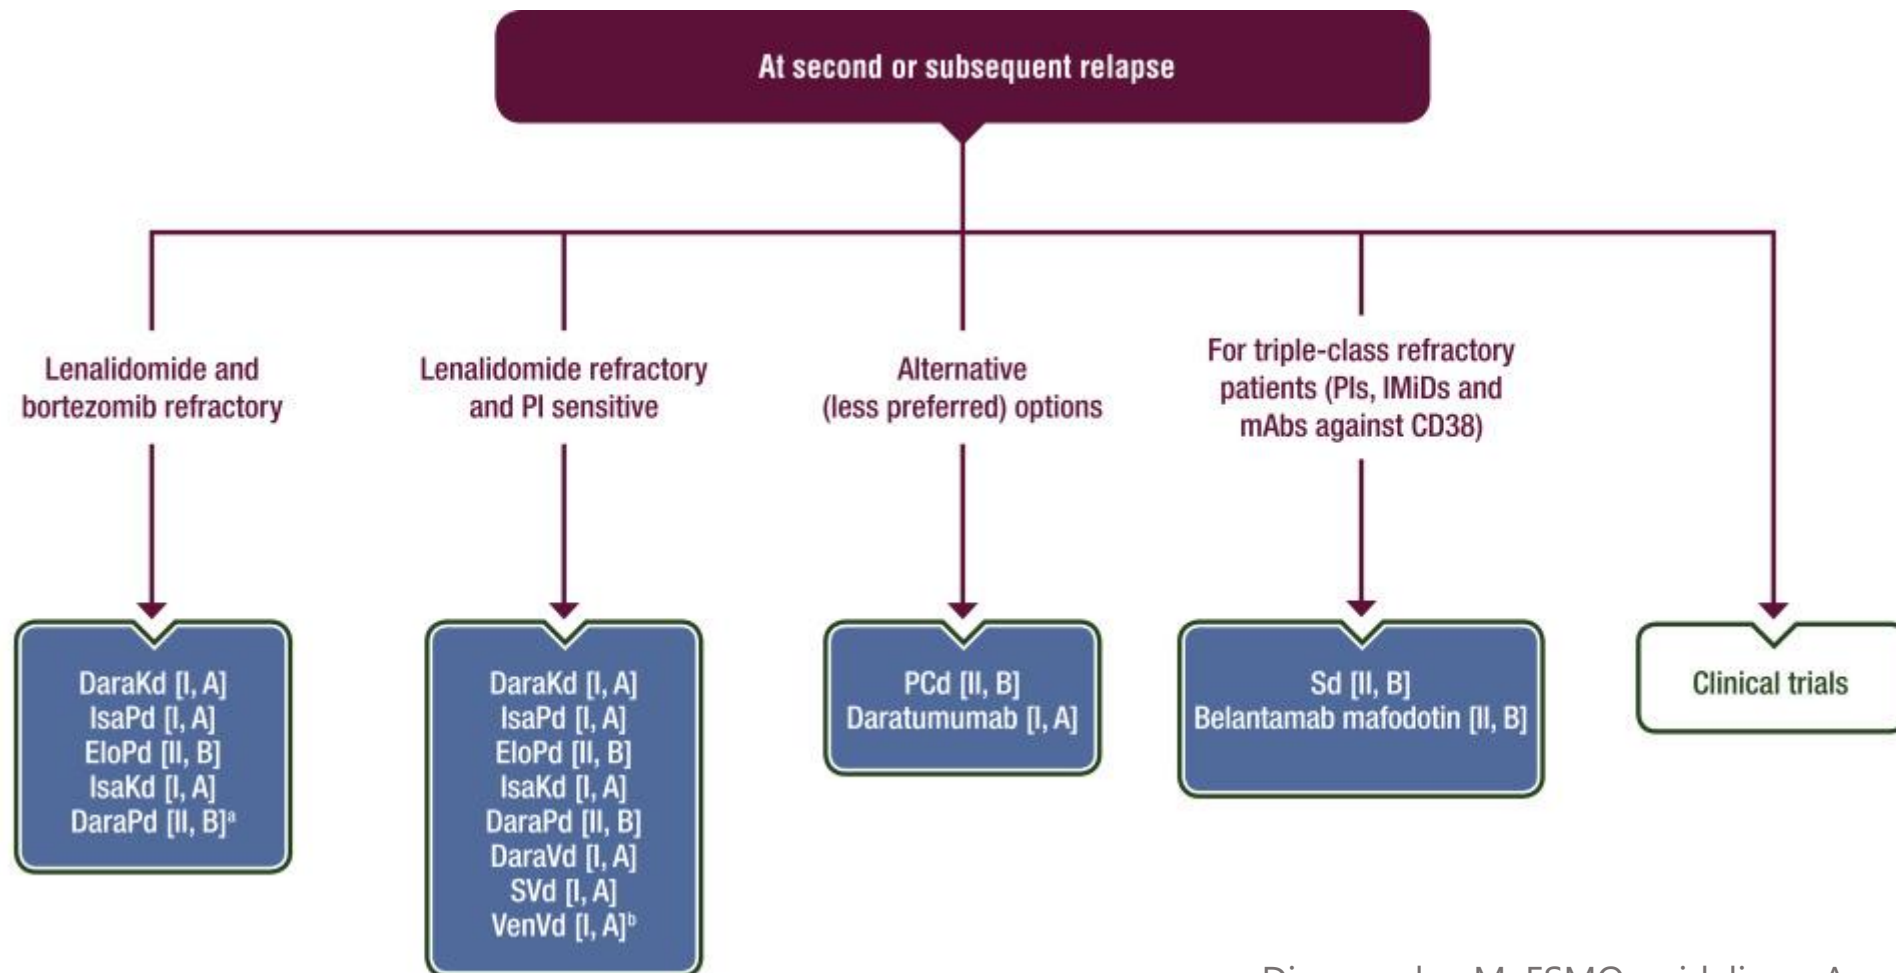 At second or subsequent relapse
Lenalidomide and
bortezomib refractory
Lenalidomide refractory
and PI sensitive
Alternative
(less preferred) options
For triple-class refractory
patients (PIs, IMiDs and
mAbs against CD38)
DaraKd [I, A]
IsaPd [I, A]
EloPd [II, B]
IsaKd [I, A]
DaraPd [II, B]ᵃ
DaraKd [I, A]
IsaPd [I, A]
EloPd [II, B]
IsaKd [I, A]
DaraPd [II, B]
DaraVd [I, A]
SVd [I, A]
VenVd [I, A]ᵇ
PCd [II, B]
Daratumumab [I, A]
Sd [II, B]
Belantamab mafodotin [II, B]
Clinical trials